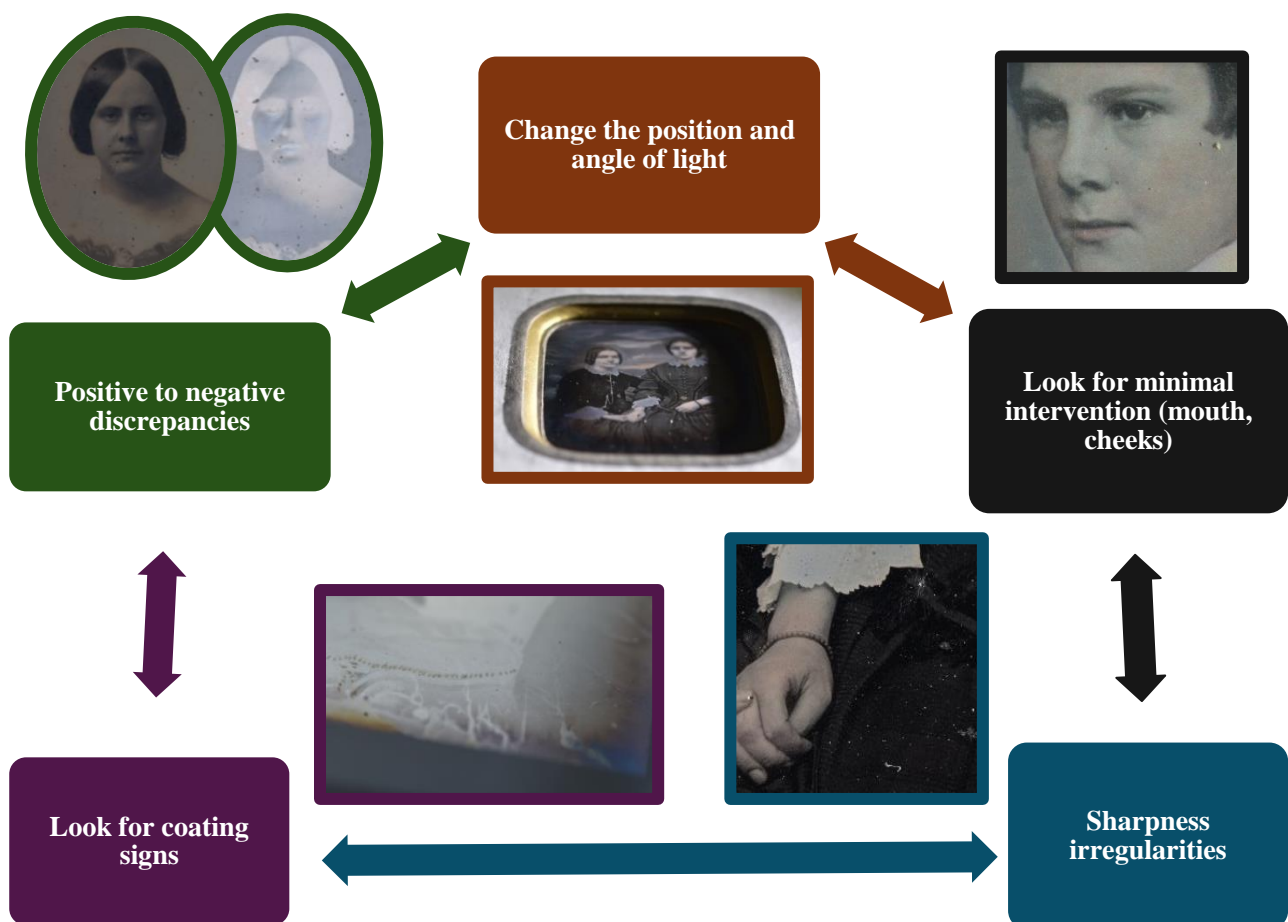 Change the position and
angle of light
Positive to negative
discrepancies
Look for minimal
intervention (mouth,
cheeks)
Look for coating
signs
Sharpness
irregularities